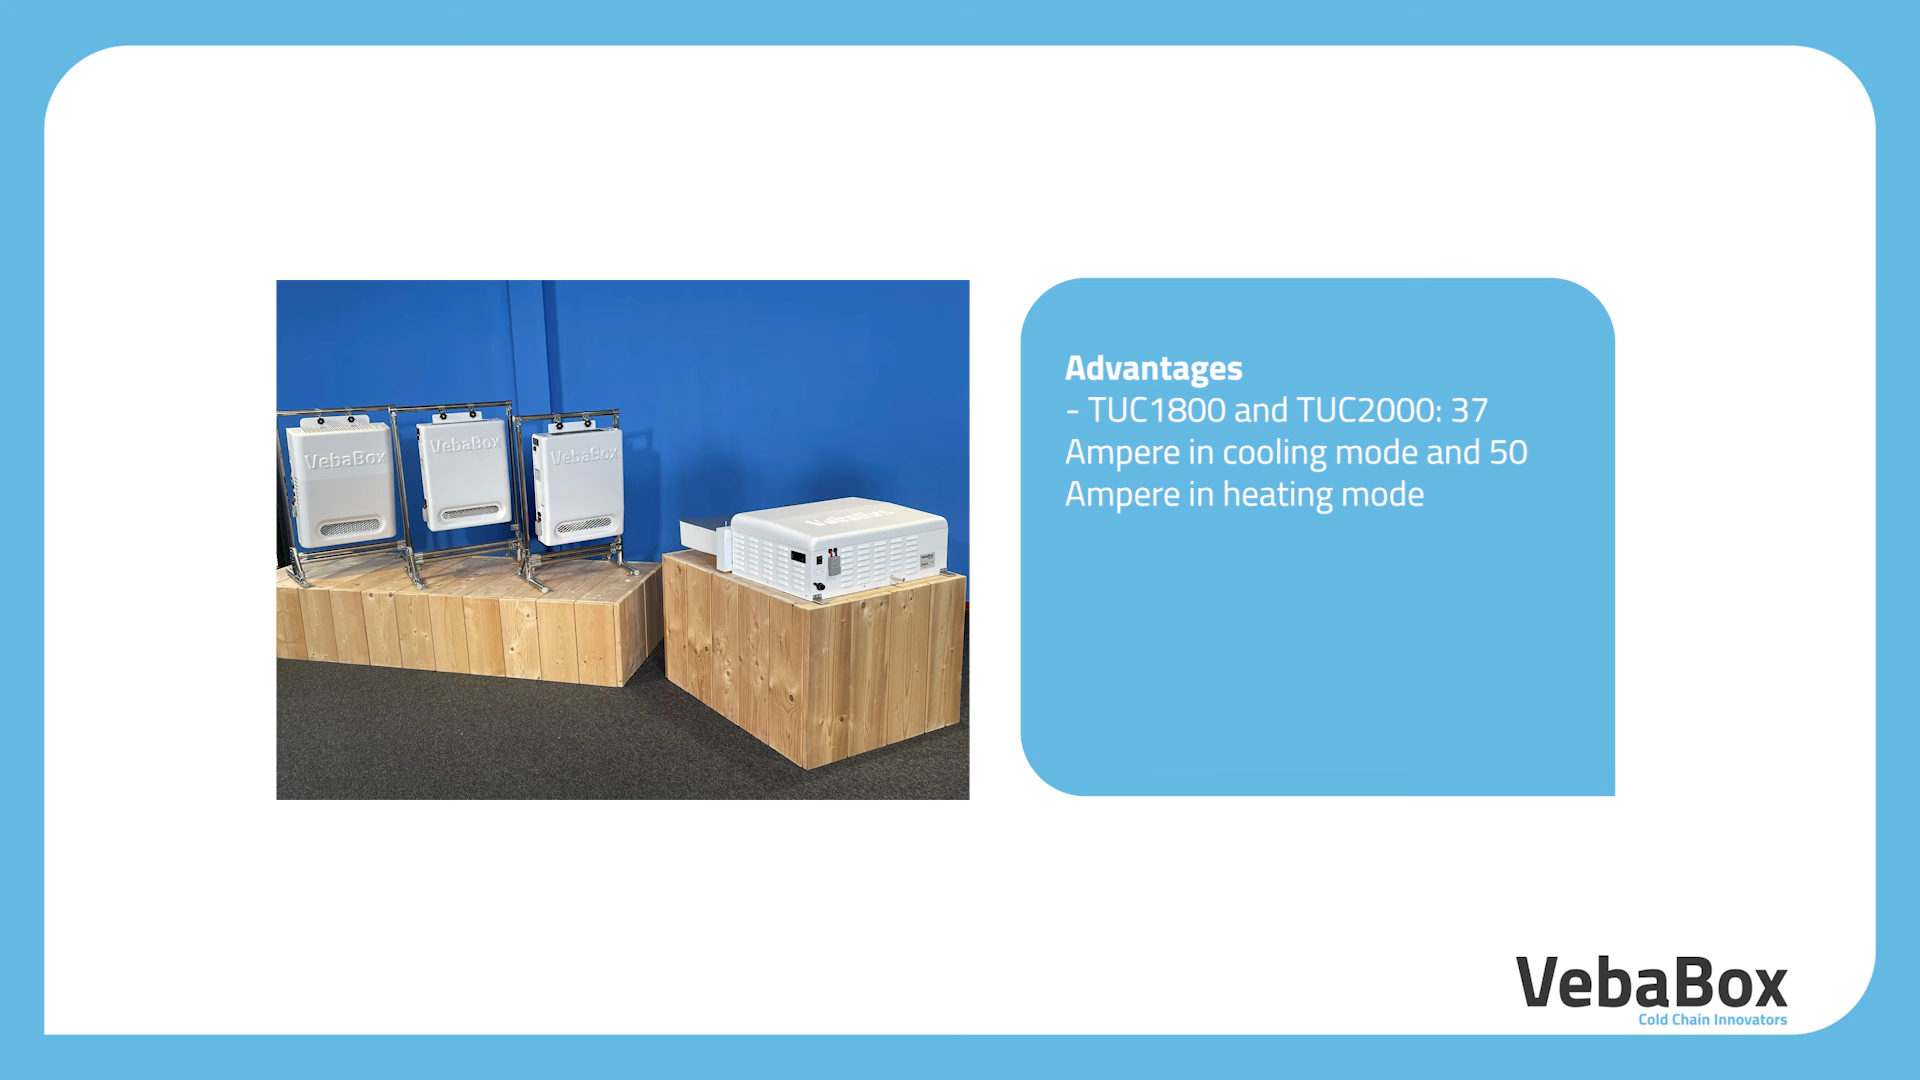 VebaBox
VebaBox
VebaBox
VebaBox
Advantages
- TUC1800 and TUC2000: 37
Ampere in cooling mode and 50
Ampere in heating mode
VebaBox
Cold Chain Innovators